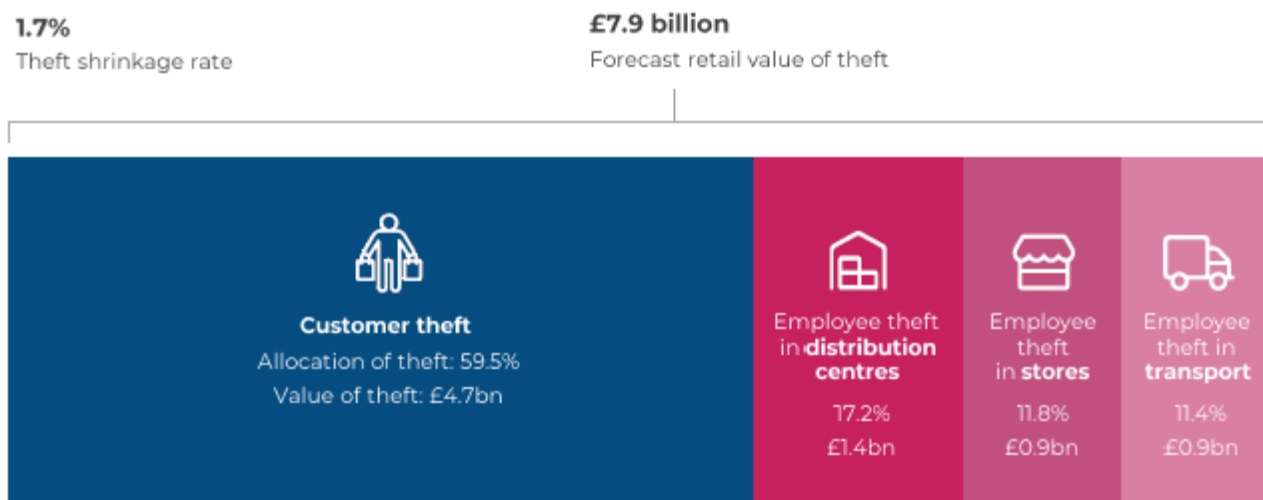 1.7%
Theft shrinkage rate
£7.9 billion
Forecast retail value of theft
Customer theft
Allocation of theft: 59.5%
Value of theft: £4.7bn
Employee theft
in distribution
centres
17.2%
£1.4bn
Employee
theft
in stores
11.8%
£0.9bn
Employee
theft in
transport
11.4%
£0.9bn